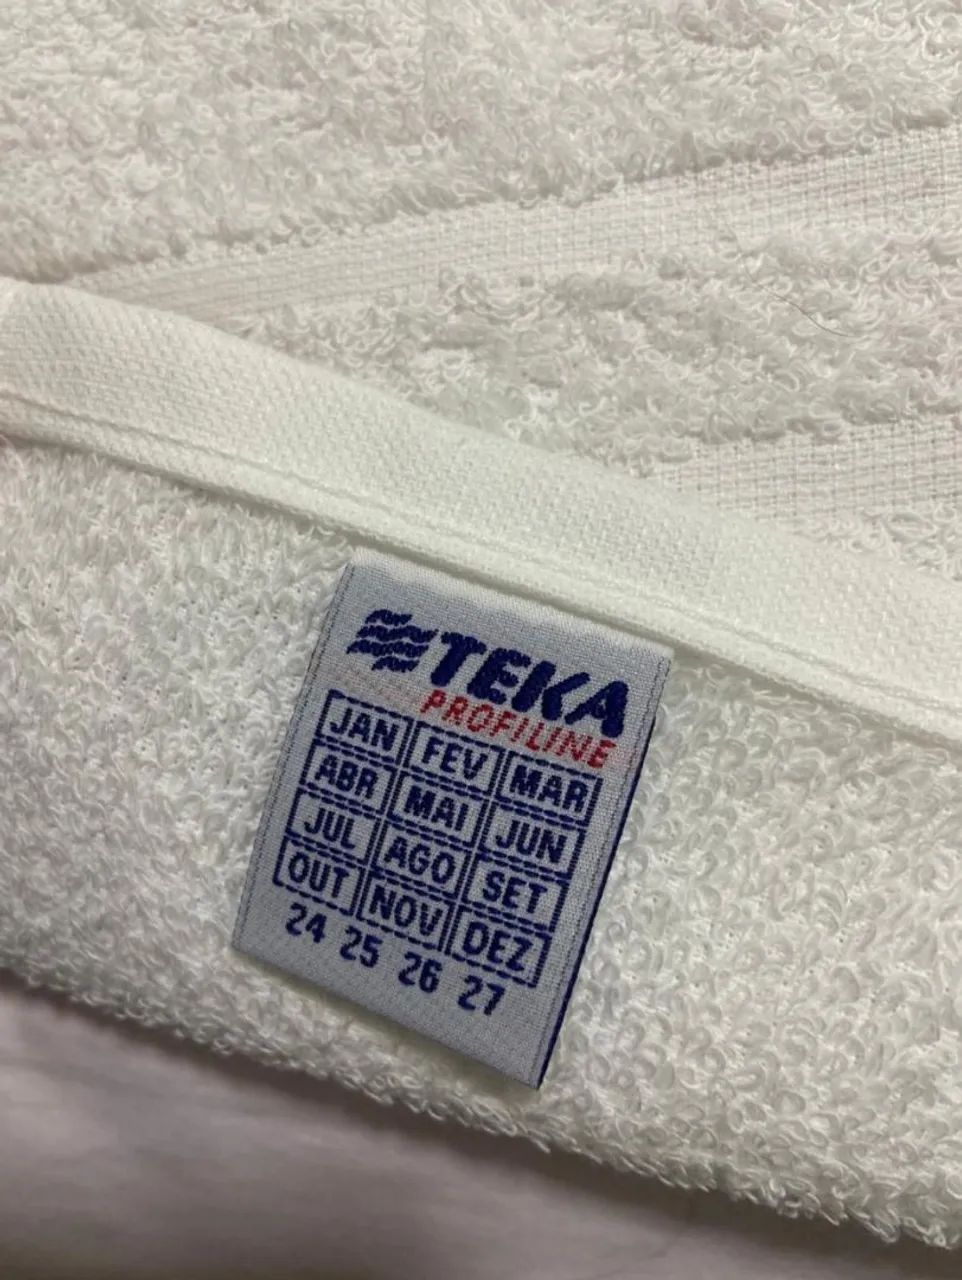 TEKA
PROFILINE
JAN FEV MAR
ABR MAI JUN
JUL AGO SET
OUT NOV DEZ
24 25 26 27